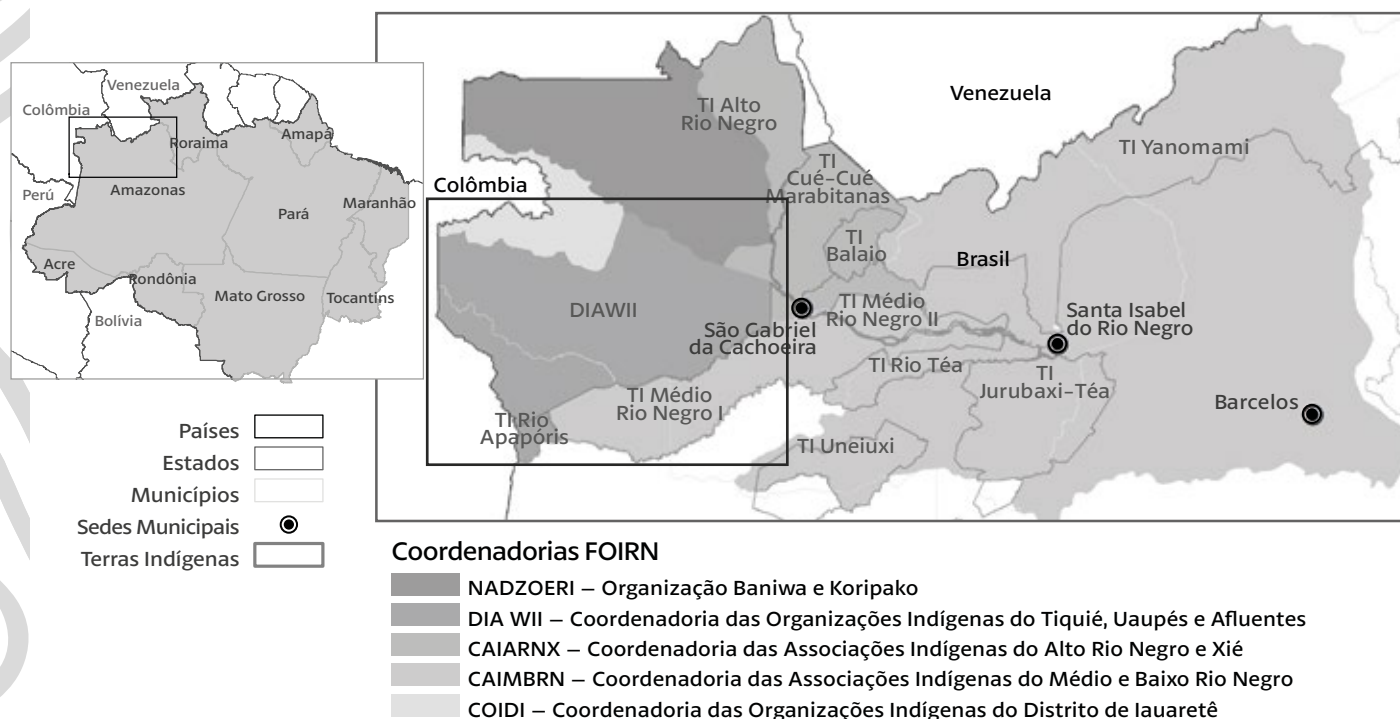 Venezuela
Colômbia
Roraima
Amapá
Perú
Amazonas
Pará
Maranhão
Acre
Rondônia
Mato Grosso
Tocantins
Bolívia
Países
Estados
Municípios
Sedes Municipais
Terras Indígenas
Venezuela
TI Alto
Rio Negro
TI Yanomami
TI
Cué-Cué
Marabitanas
Colômbia
TI
Balaio
Brasil
DIAWII
TI Médio
Rio Negro II
São Gabriel
da Cachoeira
Santa Isabel
do Rio Negro
TI Rio Téa
TI
Jurubaxi-Téa
TI Médio
Rio Negro I
Barcelos
TI Rio
Apapóris
TI Uneiuxi
Coordenadorias FOIRN
NADZOERI – Organização Baniwa e Koripako
DIA WII – Coordenadoria das Organizações Indígenas do Tiquié, Uaupés e Afluentes
CAIARNX – Coordenadoria das Associações Indígenas do Alto Rio Negro e Xié
CAIMBRN – Coordenadoria das Associações Indígenas do Médio e Baixo Rio Negro
COIDI – Coordenadoria das Organizações Indígenas do Distrito de Iauaretê